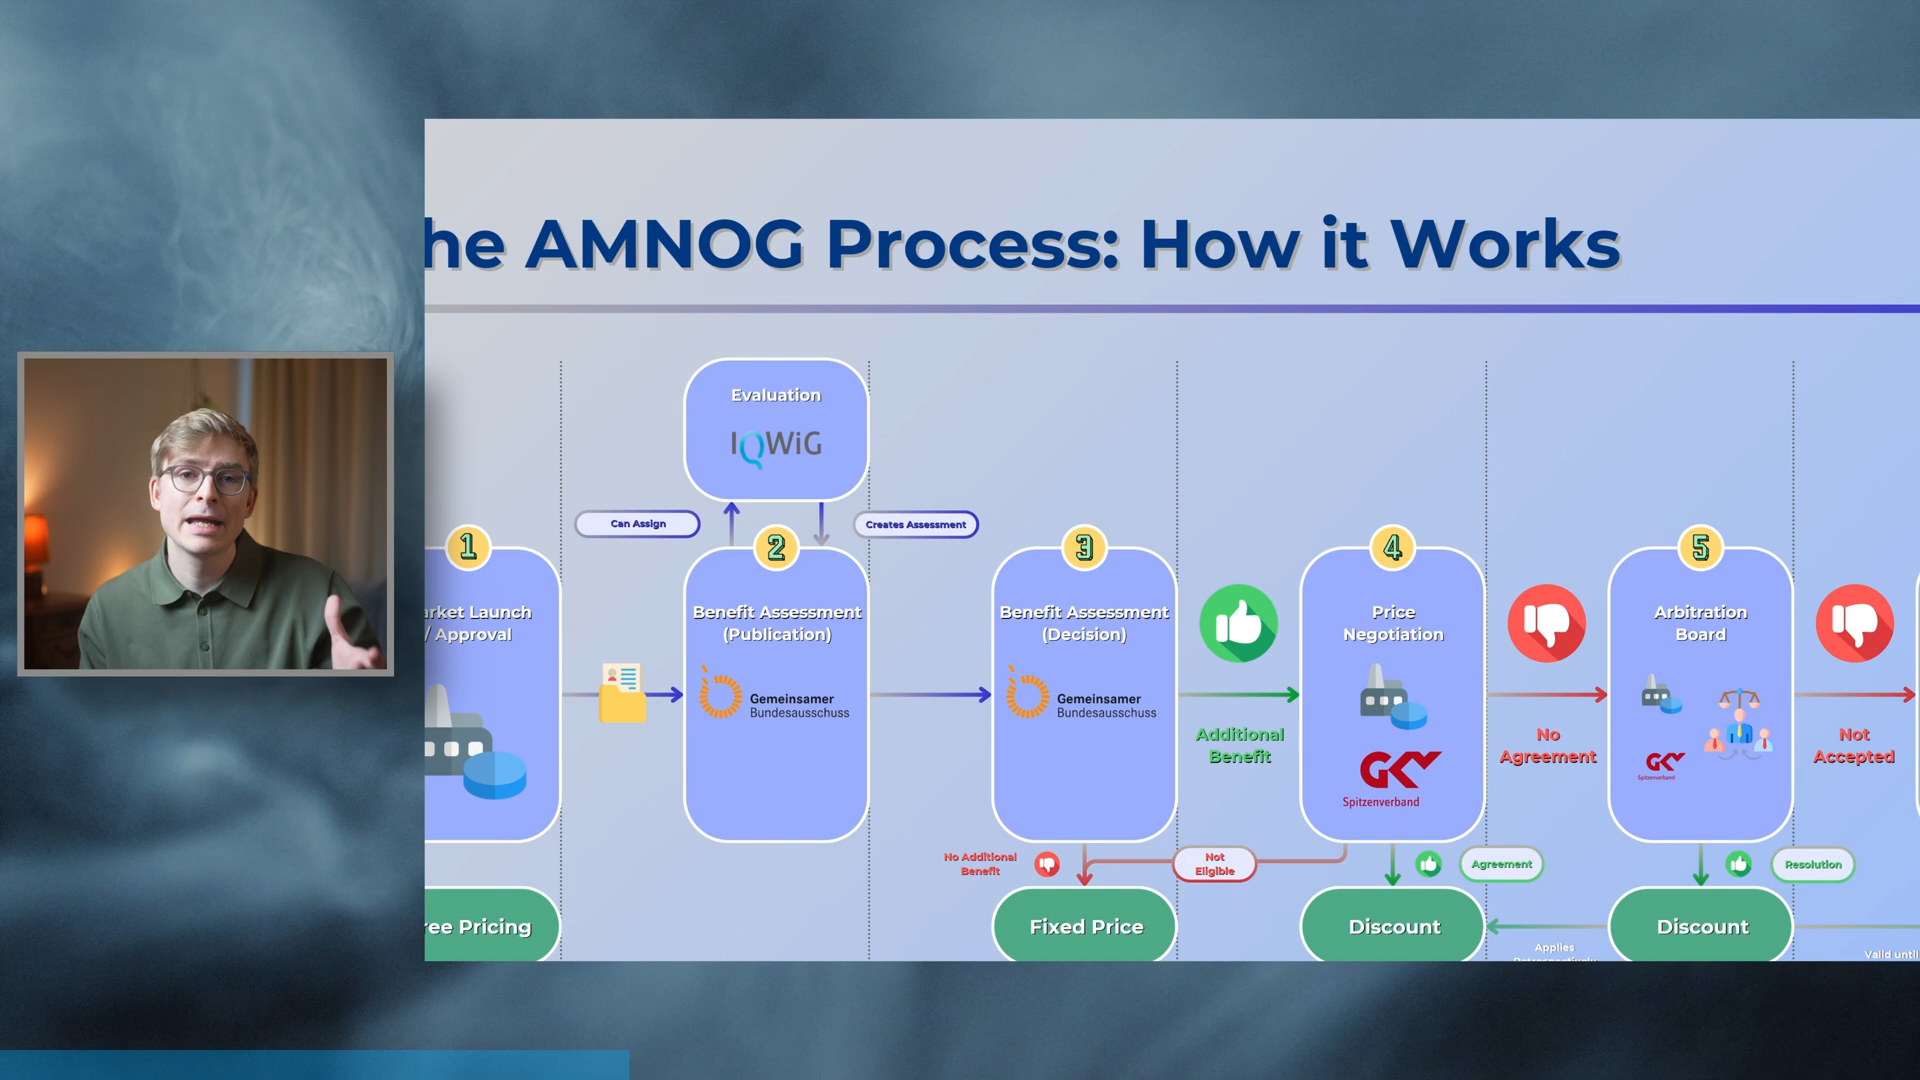 he AMNOG Process: How it Works
Evaluation
IQWiG
Can Assign
Creates Assessment
1
2
3
4
5
arket Launch
/ Approval
Benefit Assessment
(Publication)
Benefit Assessment
(Decision)
Price
Negotiation
Arbitration
Board
Gemeinsamer
Bundesausschuss
Gemeinsamer
Bundesausschuss
Additional
Benefit
GKV
Spitzenverband
No
Agreement
GKV
Spitzenverband
Not
Accepted
No Additional
Benefit
Not
Eligible
Agreement
Resolution
ree Pricing
Fixed Price
Discount
Discount
Applies
Valid until